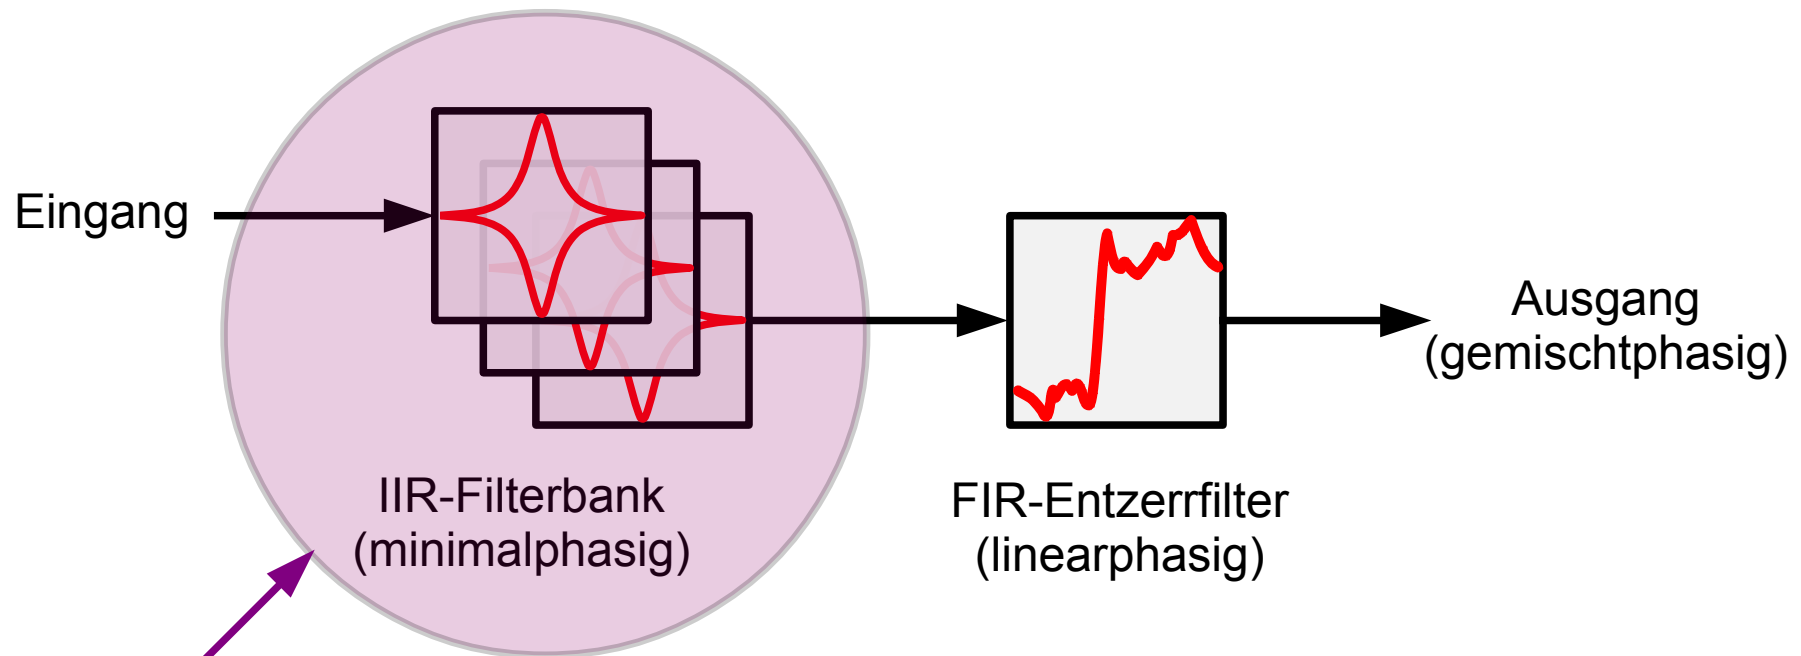 Eingang
IIR-Filterbank
(minimalphasig)
FIR-Entzerrfilter
(linearphasig)
Ausgang
(gemischtphasig)